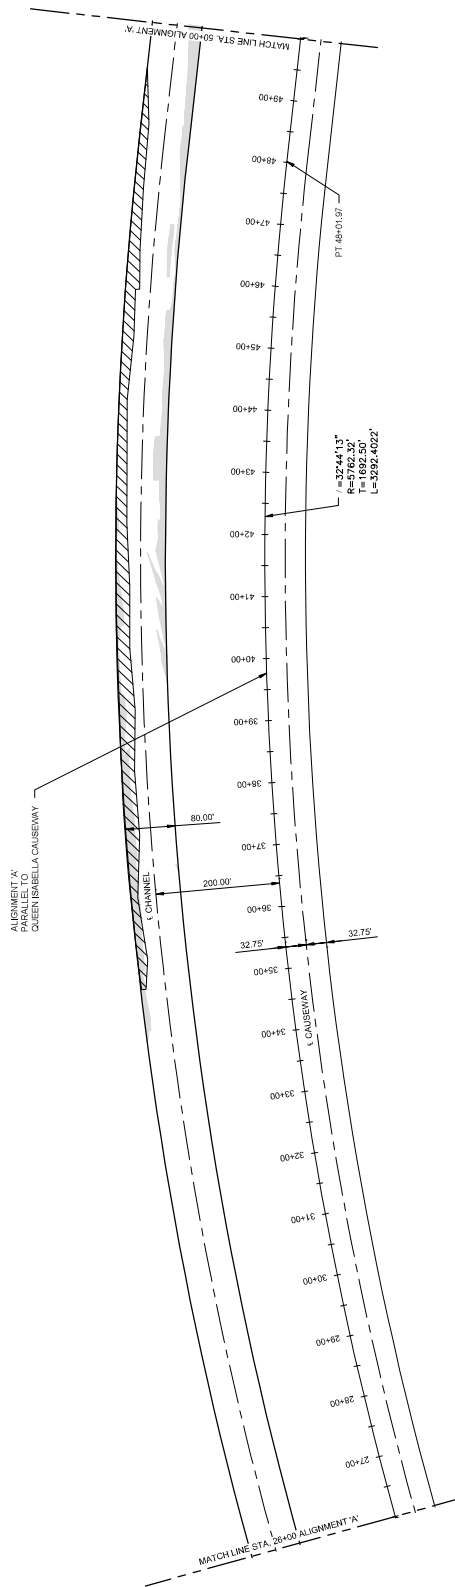 MATCH LINE STA. 50+00 ALIGNMENT 'A'
49+00
48+00
PT 48+01.97
47+00
46+00
45+00
44+00
43+00
=32°44'13"
R=5762.32'
T=1692.50'
L=3292.4022'
42+00
41+00
40+00
39+00
38+00
ALIGNMENT 'A'
PARALLEL TO
QUEEN ISABELLA CAUSEWAY
80.00'
37+00
℄ CHANNEL
200.00'
36+00
32.75'
32.75'
35+00
℄ CAUSEWAY
34+00
33+00
32+00
31+00
30+00
29+00
28+00
27+00
MATCH LINE STA. 26+00 ALIGNMENT 'A'